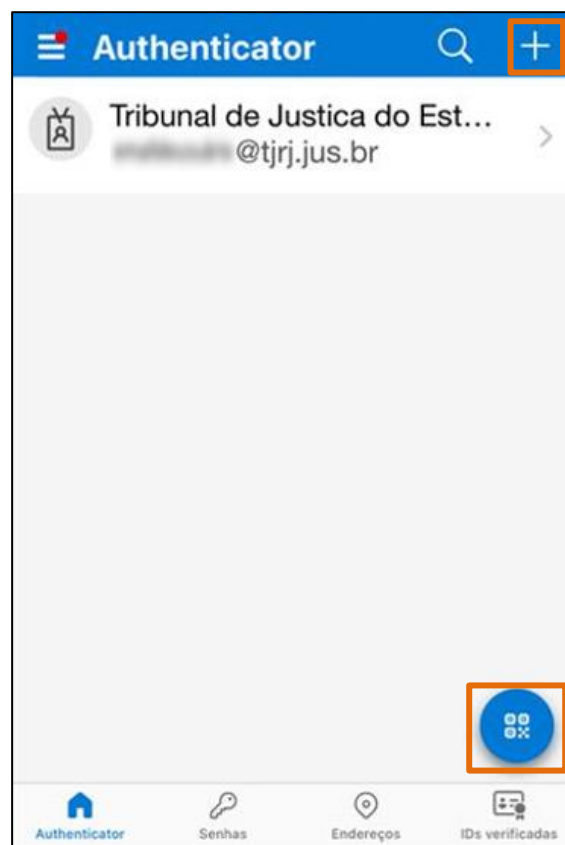 Authenticator
Tribunal de Justica do Est...
@tjrj.jus.br
Authenticator Senhas Endereços IDs verificadas